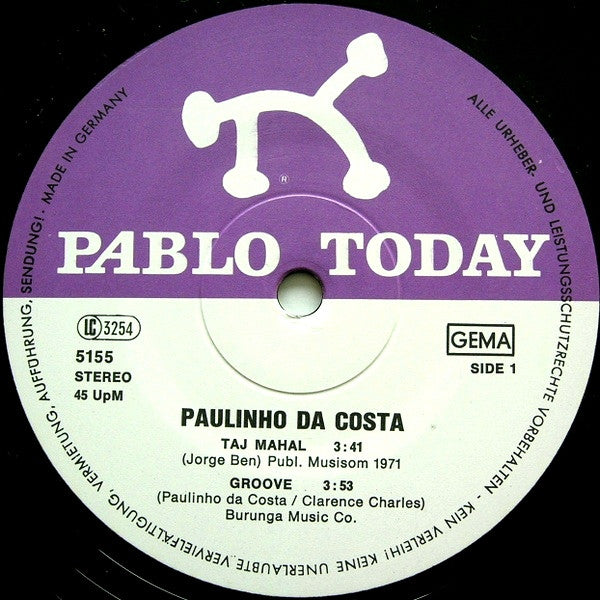 PABLO TODAY
®
LC 3254
5155
STEREO
45 UpM
GEMA
SIDE 1
PAULINHO DA COSTA
TAJ MAHAL 3:41
(Jorge Ben) Publ. Musisom 1971
GROOVE 3:53
(Paulinho da Costa / Clarence Charles)
Burunga Music Co.
ALLE URHEBER- UND LEISTUNGSSCHUTZRECHTE VORBEHALTEN - KEIN VERLEIH! KEINE UNERLAUBTE VERVIELFÄLTIGUNG, VERMIETUNG, AUFFÜHRUNG, SENDUNG! · MADE IN GERMANY